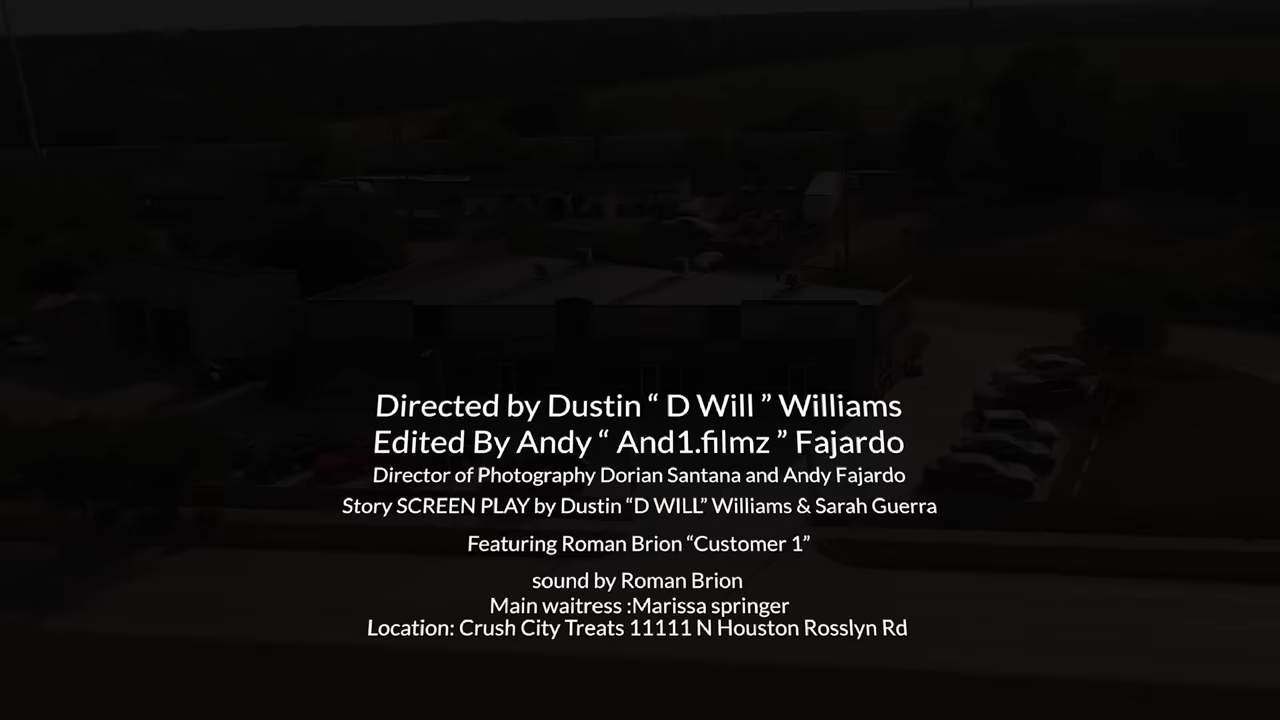 Directed by Dustin “ D Will ” Williams
Edited By Andy “ And1.filmz ” Fajardo
Director of Photography Dorian Santana and Andy Fajardo
Story SCREEN PLAY by Dustin “D WILL” Williams & Sarah Guerra
Featuring Roman Brion “Customer 1”
sound by Roman Brion
Main waitress :Marissa springer
Location: Crush City Treats 11111 N Houston Rosslyn Rd